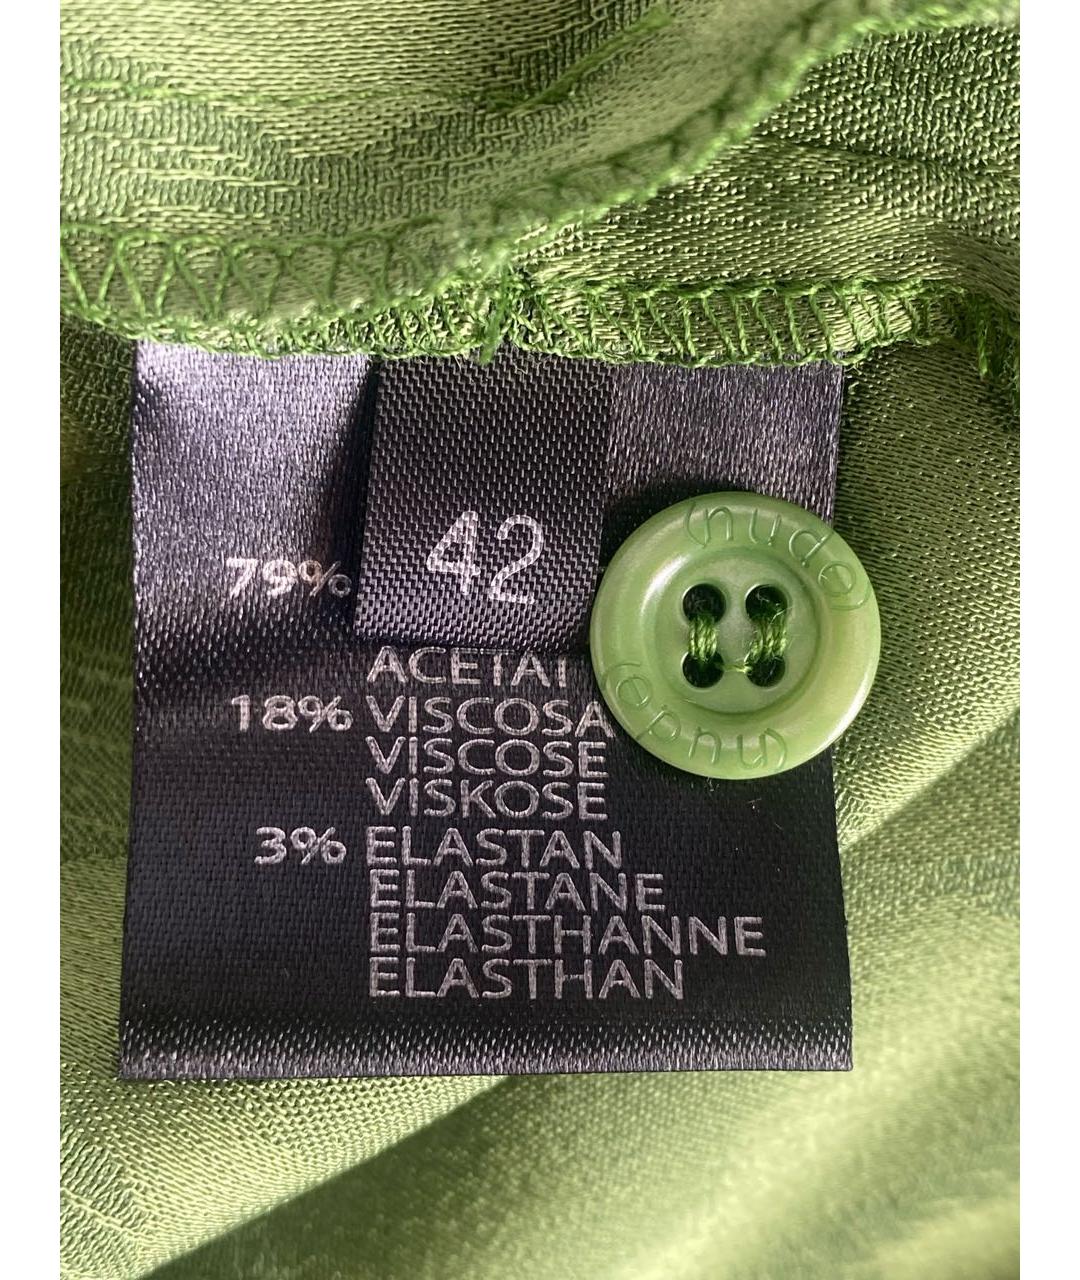 42
79%
ACETAT
18% VISCOSA
VISCOSE
VISKOSE
3% ELASTAN
ELASTANE
ELASTHANNE
ELASTHAN
(nude)
(nude)